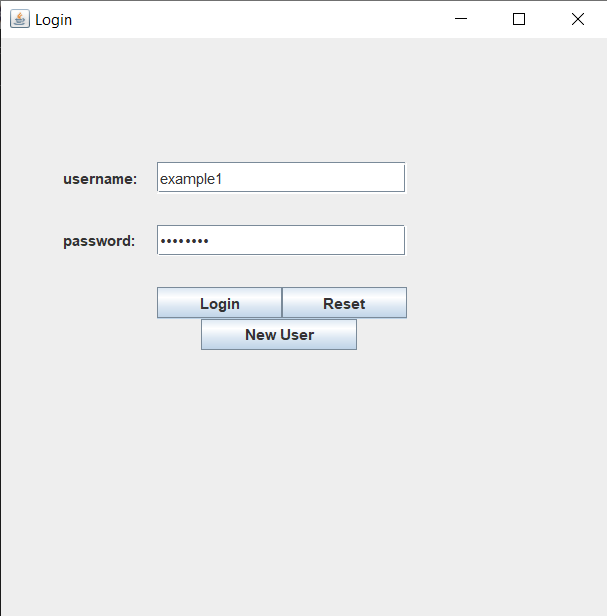 Login
username: example1
password: ••••••••
Login Reset
New User